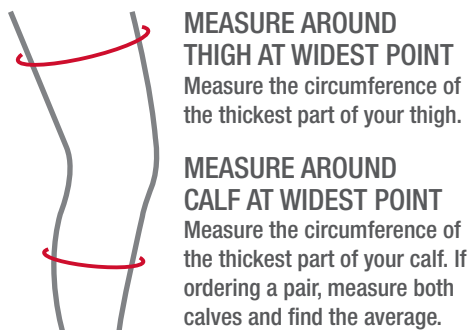 MEASURE AROUND
THIGH AT WIDEST POINT
Measure the circumference of
the thickest part of your thigh.
MEASURE AROUND
CALF AT WIDEST POINT
Measure the circumference of
the thickest part of your calf. If
ordering a pair, measure both
calves and find the average.